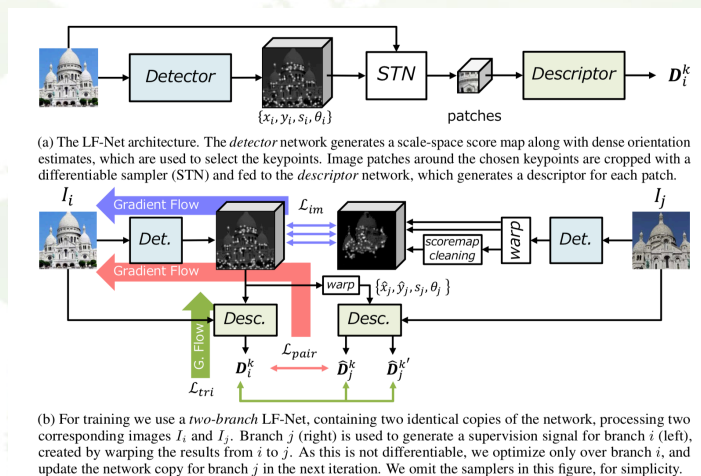 Detector
STN
Descriptor
D_i^k
{x_i, y_i, s_i, θ_i}
patches
(a) The LF-Net architecture. The detector network generates a scale-space score map along with dense orientation
estimates, which are used to select the keypoints. Image patches around the chosen keypoints are cropped with a
differentiable sampler (STN) and fed to the descriptor network, which generates a descriptor for each patch.
I_i
Gradient Flow
ℒ_im
I_j
Det.
scoremap
cleaning
warp
Det.
Gradient Flow
warp
{x̂_j, ŷ_j, s_j, θ_j}
G. Flow
Desc.
Desc.
ℒ_pair
D_i^k
D̂_j^k
D̂_j^k'
ℒ_tri
(b) For training we use a two-branch LF-Net, containing two identical copies of the network, processing two
corresponding images I_i and I_j. Branch j (right) is used to generate a supervision signal for branch i (left),
created by warping the results from i to j. As this is not differentiable, we optimize only over branch i, and
update the network copy for branch j in the next iteration. We omit the samplers in this figure, for simplicity.